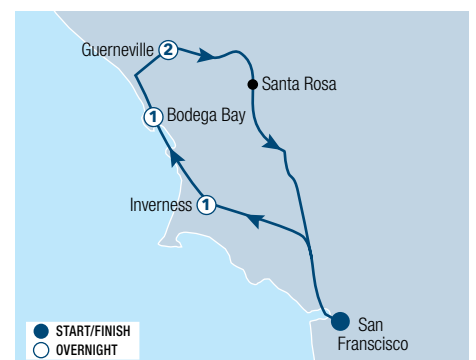 Guerneville
2
Santa Rosa
1
Bodega Bay
Inverness
1
San
Franscisco
START/FINISH
OVERNIGHT